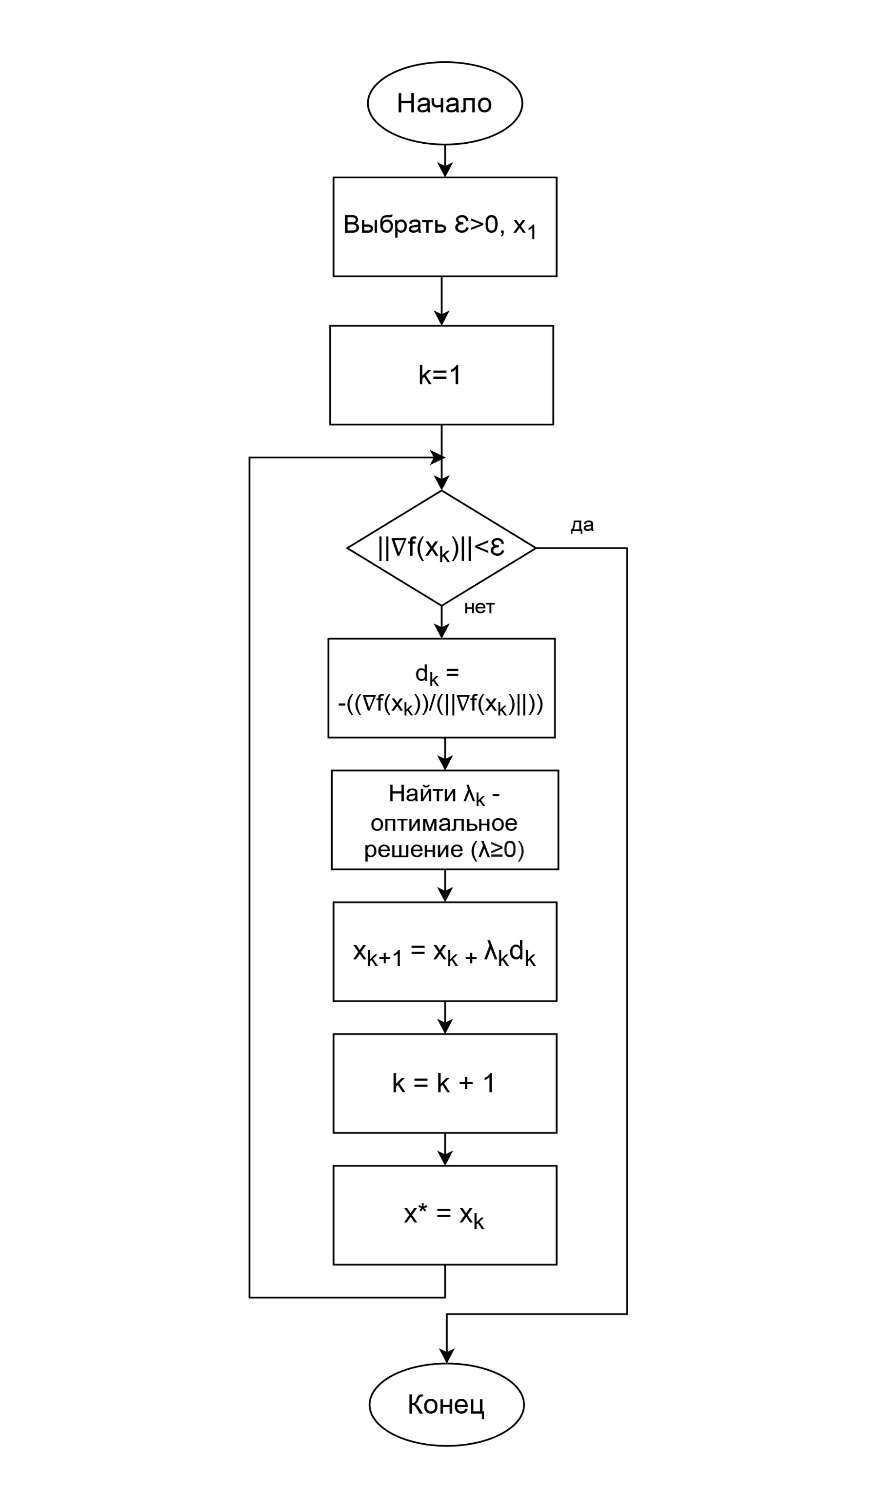 Начало
Выбрать Ɛ>0, x₁
k=1
||∇f(xₖ)||<Ɛ
да
нет
dₖ =
-((∇f(xₖ))/(||∇f(xₖ)||))
Найти λₖ -
оптимальное
решение (λ≥0)
xₖ₊₁ = xₖ ₊ λₖdₖ
k = k + 1
x* = xₖ
Конец